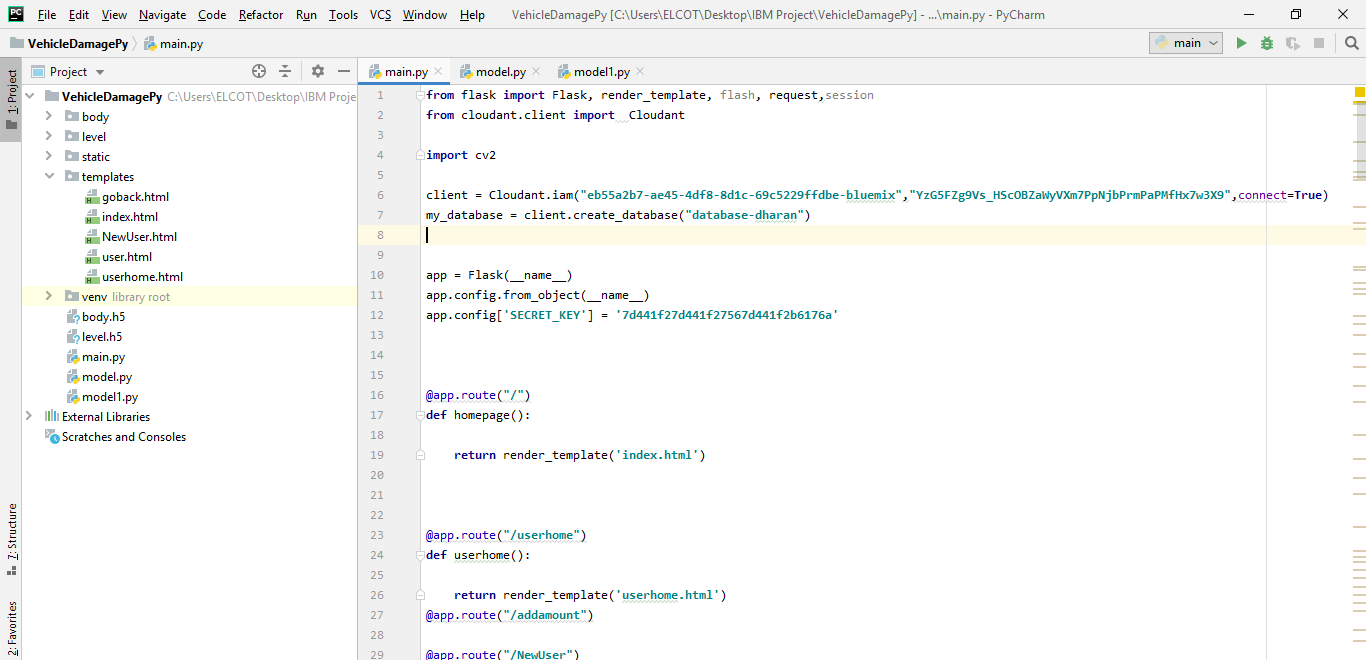 PC File Edit View Navigate Code Refactor Run Tools VCS Window Help VehicleDamagePy [C:\Users\ELCOT\Desktop\IBM Project\VehicleDamagePy] - ...\main.py - PyCharm
VehicleDamagePy main.py main
1: Project
Project
main.py model.py model1.py
VehicleDamagePy C:\Users\ELCOT\Desktop\IBM Proje
body
level
static
templates
goback.html
index.html
NewUser.html
user.html
userhome.html
venv library root
body.h5
level.h5
main.py
model.py
model1.py
External Libraries
Scratches and Consoles
7: Structure
2: Favorites
1 from flask import Flask, render_template, flash, request,session
2 from cloudant.client import Cloudant
3
4 import cv2
5
6 client = Cloudant.iam("eb55a2b7-ae45-4df8-8d1c-69c5229ffdbe-bluemix","YzG5FZg9Vs_HScOBZaWyVXm7PpNjbPrmPaPMfHx7w3X9",connect=True)
7 my_database = client.create_database("database-dharan")
8
9
10 app = Flask(__name__)
11 app.config.from_object(__name__)
12 app.config['SECRET_KEY'] = '7d441f27d441f27567d441f2b6176a'
13
14
15
16 @app.route("/")
17 def homepage():
18
19 return render_template('index.html')
20
21
22
23 @app.route("/userhome")
24 def userhome():
25
26 return render_template('userhome.html')
27 @app.route("/addamount")
28
29 @app.route("/NewUser")